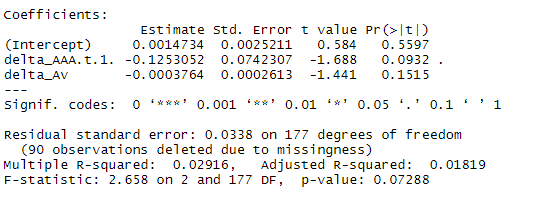 Coefficients:
Estimate Std. Error t value Pr(>|t|)
(Intercept) 0.0014734 0.0025211 0.584 0.5597
delta_AAA.t.1. -0.1253052 0.0742307 -1.688 0.0932 .
delta_Av -0.0003764 0.0002613 -1.441 0.1515
---
Signif. codes: 0 ‘***’ 0.001 ‘**’ 0.01 ‘*’ 0.05 ‘.’ 0.1 ‘ ’ 1
Residual standard error: 0.0338 on 177 degrees of freedom
(90 observations deleted due to missingness)
Multiple R-squared: 0.02916, Adjusted R-squared: 0.01819
F-statistic: 2.658 on 2 and 177 DF, p-value: 0.07288